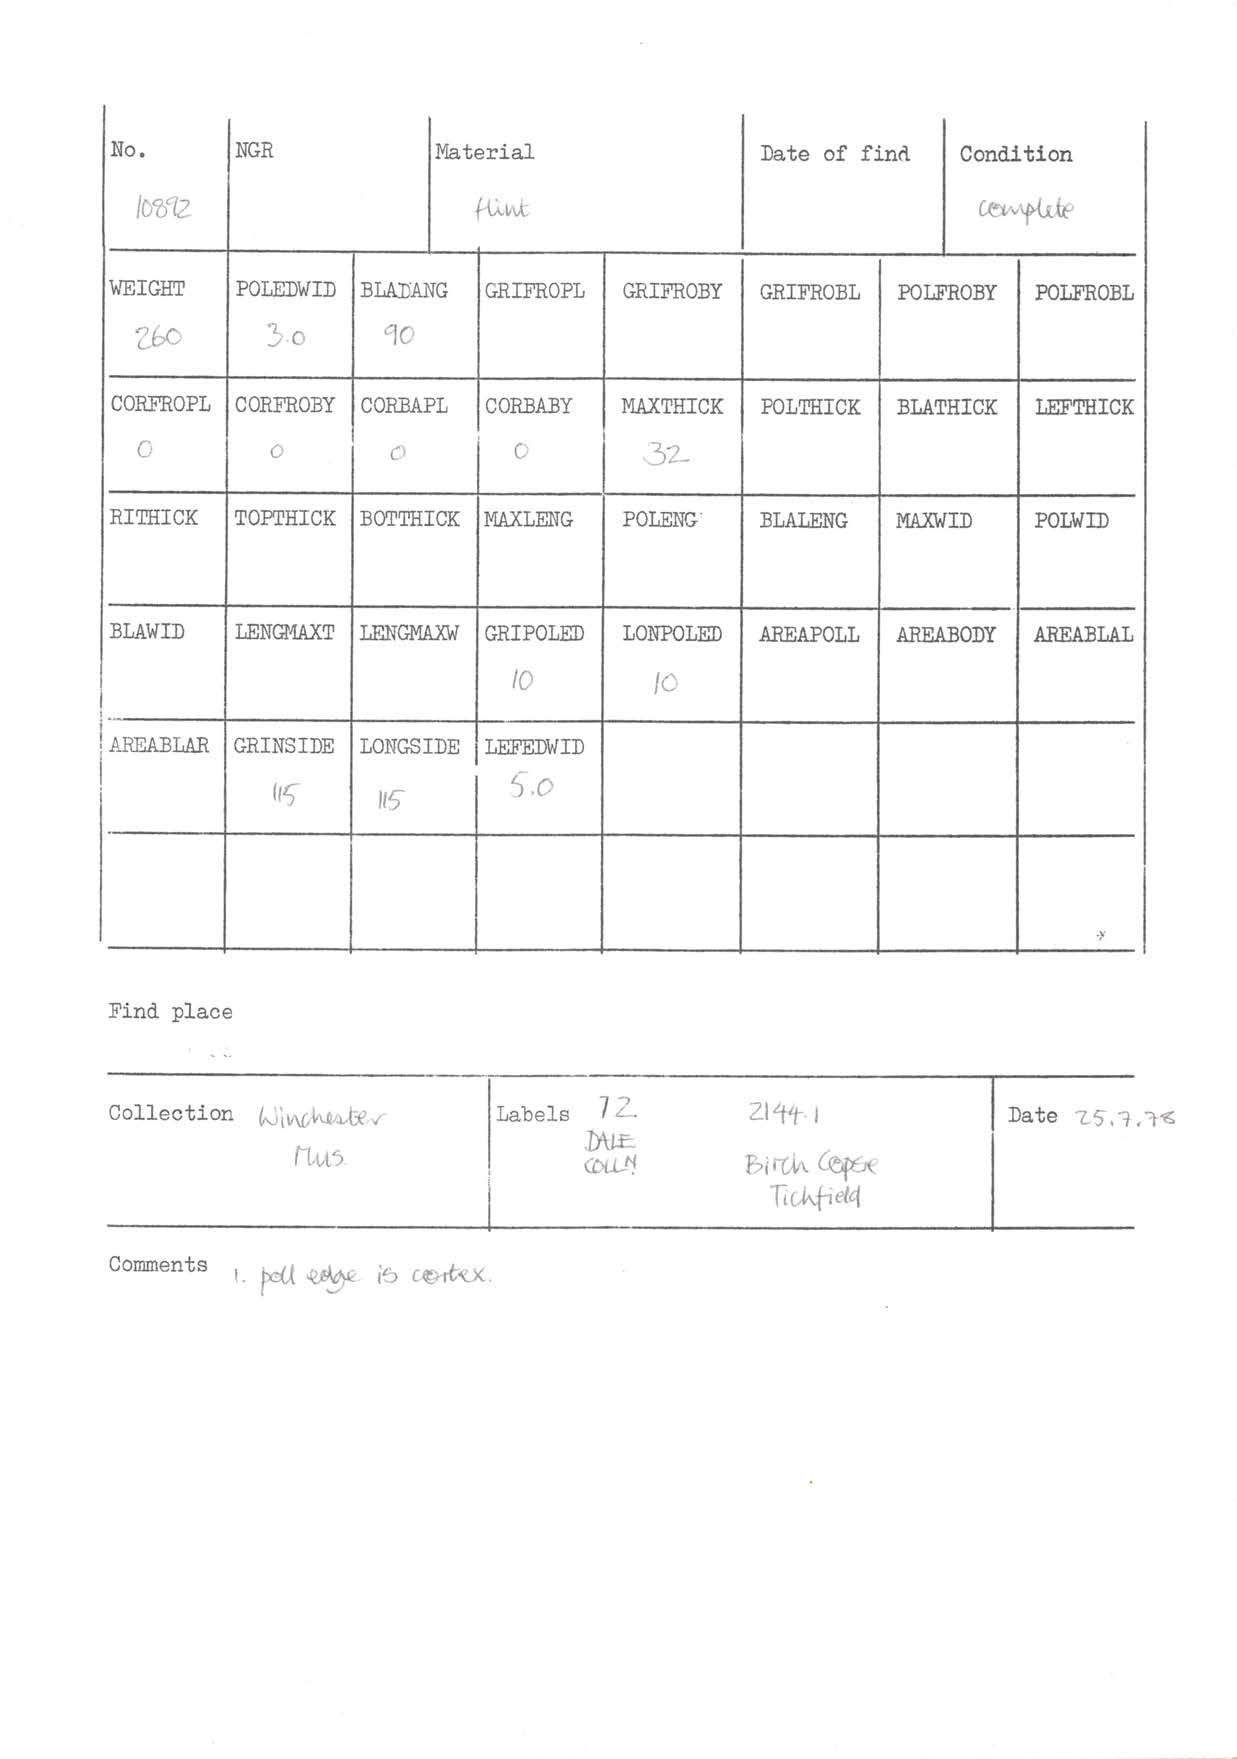 No. NGR Material Date of find Condition
10892 flint complete
WEIGHT POLEDWID BLADANG GRIFROPL GRIFROBY GRIFROBL POLFROBY POLFROBL
260 3.0 90
CORFROPL CORFROBY CORBAPL CORBABY MAXTHICK POLTHICK BLATHICK LEFTHICK
0 0 0 0 32
RITHICK TOPTHICK BOTTHICK MAXLENG POLENG BLALENG MAXWID POLWID
BLAWID LENGMAXT LENGMAXW GRIPOLED LONPOLED AREAPOLL AREABODY AREABLAL
10 10
AREABLAR GRINSIDE LONGSIDE LEFEDWID
115 115 5.0
Find place
Collection Winchester Labels 72 2144.1 Date 25.7.78
Mus. DALE Birch Copse
COLLN. Tichfield
Comments 1. poll edge is cortex.